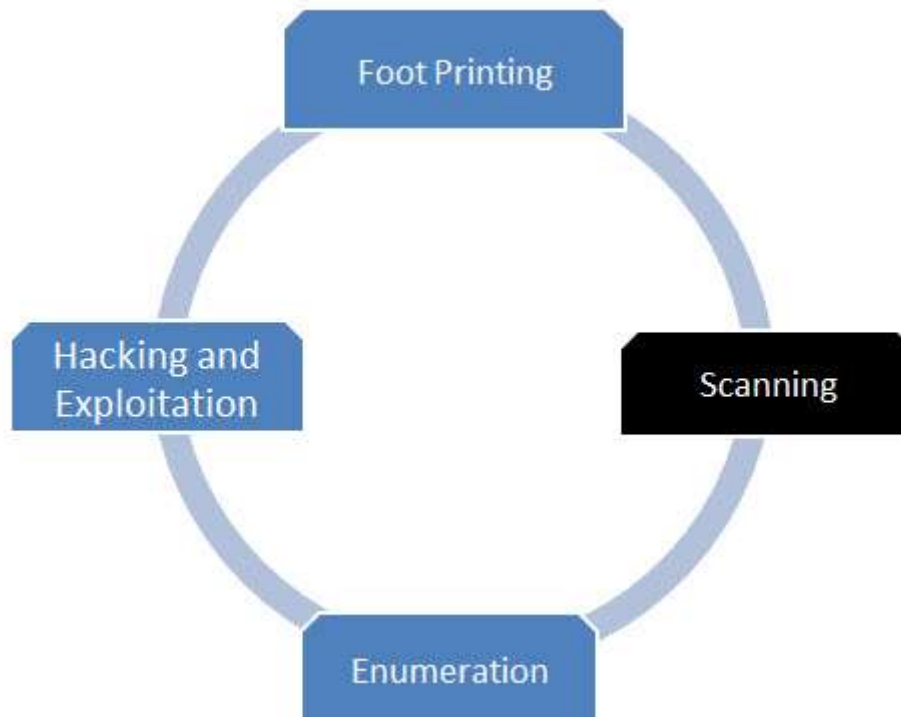 Foot Printing
Scanning
Enumeration
Hacking and
Exploitation